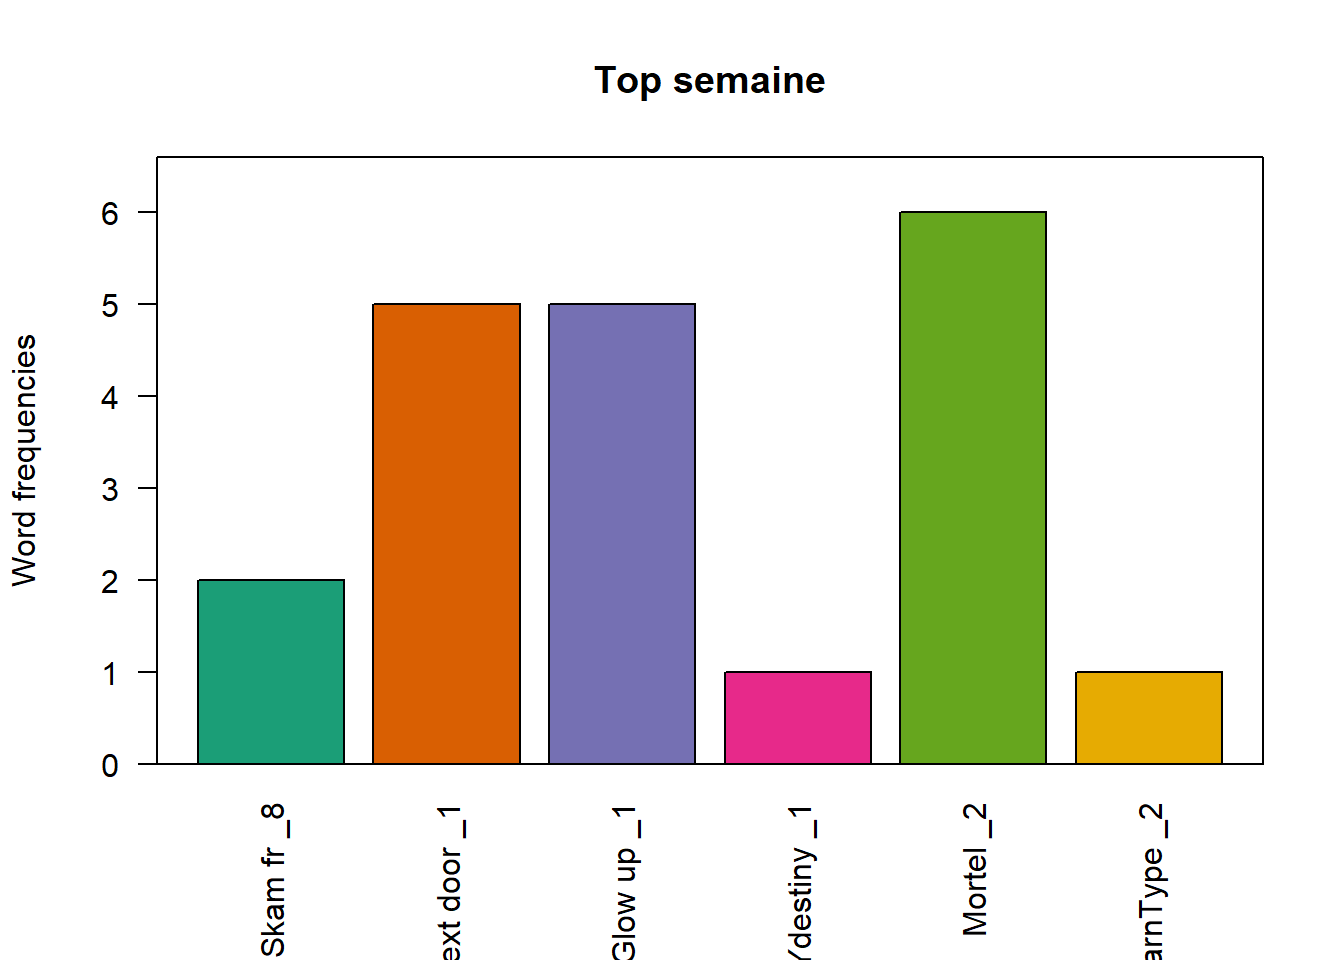 Top semaine
Word frequencies
6
5
4
3
2
1
0
Skam fr _8
ext door _1
Glow up _1
Ydestiny _1
Mortel _2
arnType _2